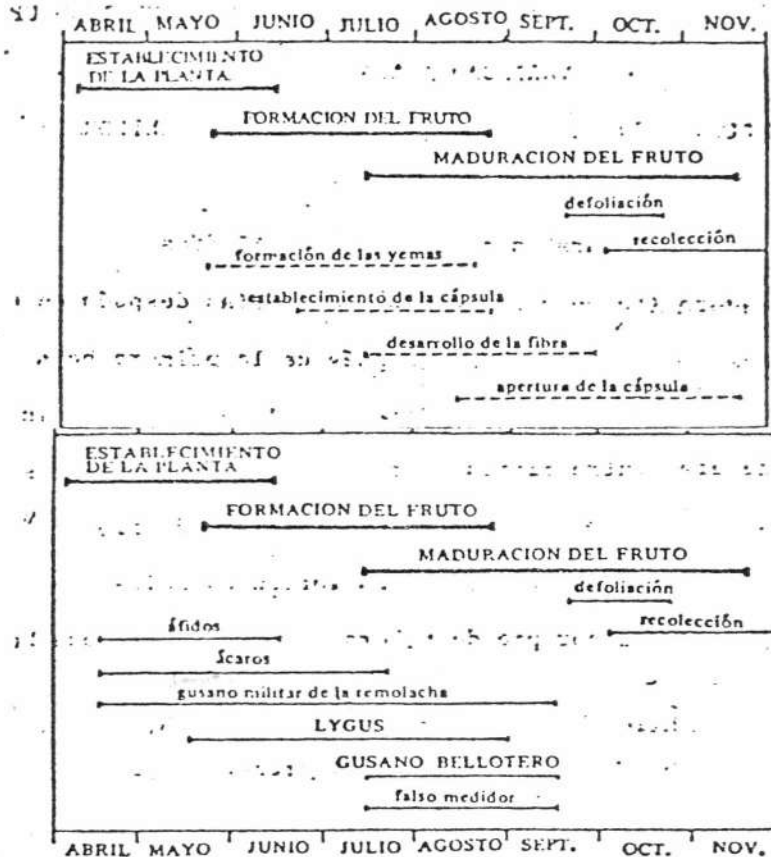 ABRIL MAYO JUNIO JULIO AGOSTO SEPT. OCT. NOV.
ESTABLECIMIENTO
DE LA PLANTA
FORMACION DEL FRUTO
MADURACION DEL FRUTO
defoliación
recolección
formación de las yemas
establecimiento de la cápsula
desarrollo de la fibra
apertura de la cápsula
ESTABLECIMIENTO
DE LA PLANTA
FORMACION DEL FRUTO
MADURACION DEL FRUTO
defoliación
recolección
áfidos
ácaros
gusano militar de la remolacha
LYGUS
GUSANO BELLOTERO
falso medidor
ABRIL MAYO JUNIO JULIO AGOSTO SEPT. OCT. NOV.